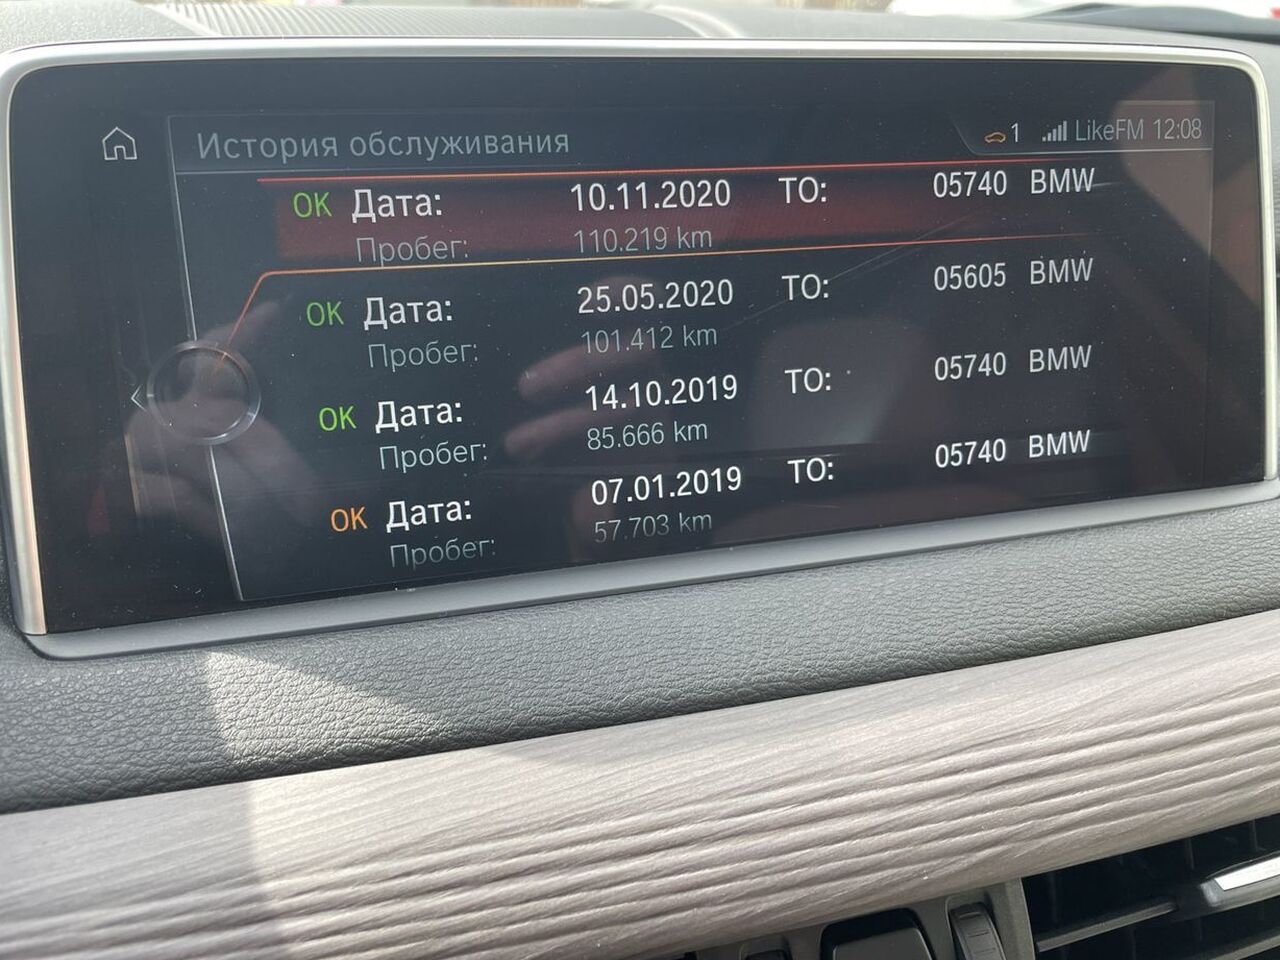 История обслуживания 1 LikeFM 12:08
OK Дата: 10.11.2020 ТО: 05740 BMW
Пробег: 110.219 km
OK Дата: 25.05.2020 ТО: 05605 BMW
Пробег: 101.412 km
OK Дата: 14.10.2019 ТО: 05740 BMW
Пробег: 85.666 km
OK Дата: 07.01.2019 ТО: 05740 BMW
Пробег: 57.703 km